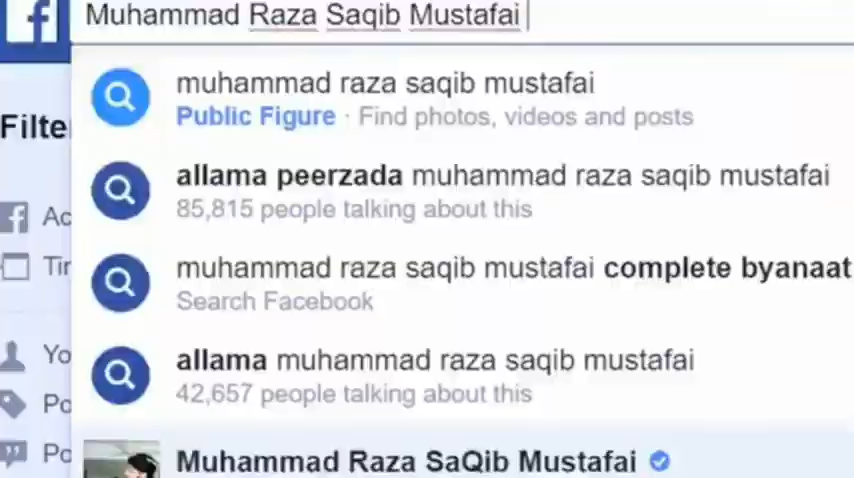 Muhammad Raza Saqib Mustafai
muhammad raza saqib mustafai
Public Figure · Find photos, videos and posts
Filte
allama peerzada muhammad raza saqib mustafai
85,815 people talking about this
Ac
Tir
muhammad raza saqib mustafai complete byanaat
Search Facebook
Yo
allama muhammad raza saqib mustafai
42,657 people talking about this
Po
Po
Muhammad Raza SaQib Mustafai